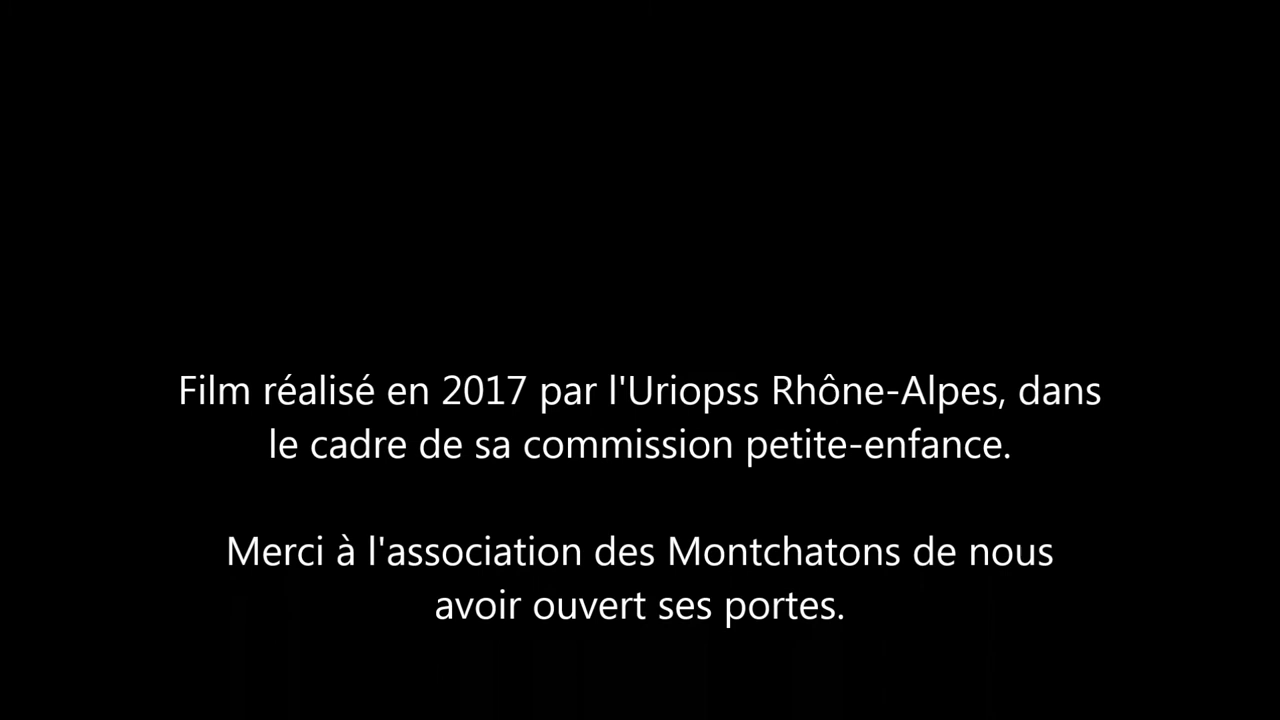 Film réalisé en 2017 par l'Uriopss Rhône-Alpes, dans
le cadre de sa commission petite-enfance.
Merci à l'association des Montchatons de nous
avoir ouvert ses portes.